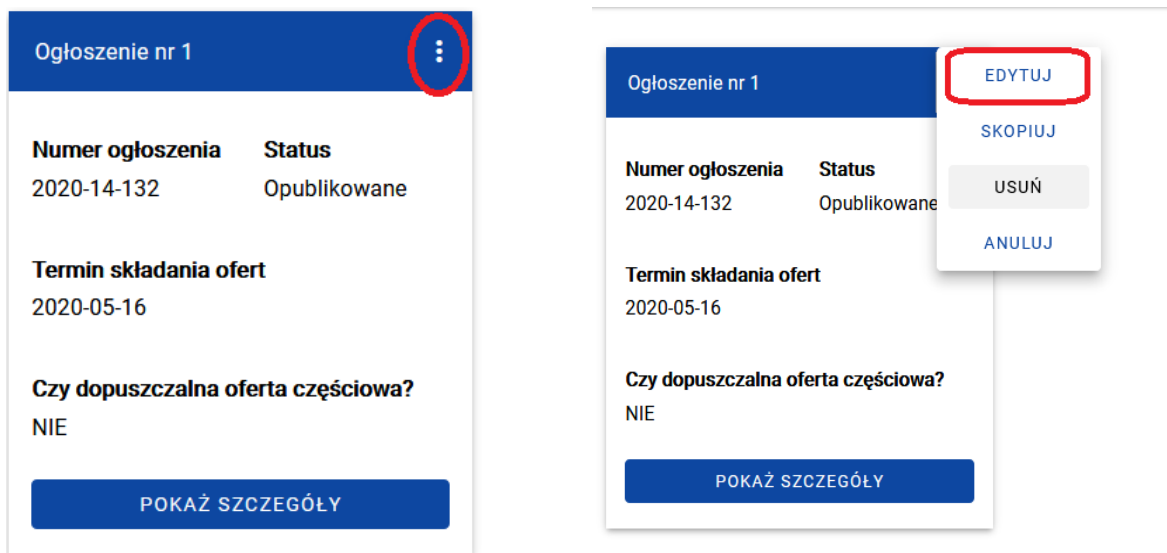 Ogłoszenie nr 1
Numer ogłoszenia Status
2020-14-132 Opublikowane
Termin składania ofert
2020-05-16
Czy dopuszczalna oferta częściowa?
NIE
POKAŻ SZCZEGÓŁY
Ogłoszenie nr 1
EDYTUJ
SKOPIUJ
USUŃ
ANULUJ
Numer ogłoszenia Status
2020-14-132 Opublikowane
Termin składania ofert
2020-05-16
Czy dopuszczalna oferta częściowa?
NIE
POKAŻ SZCZEGÓŁY